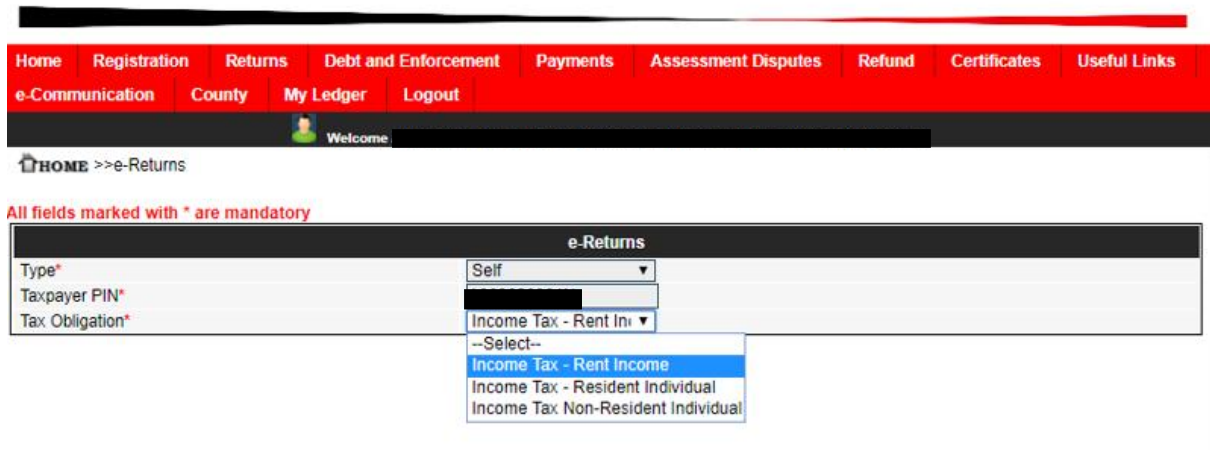 Home Registration Returns Debt and Enforcement Payments Assessment Disputes Refund Certificates Useful Links
e-Communication County My Ledger Logout
Welcome
HOME >>e-Returns
All fields marked with * are mandatory
e-Returns
Type* Self
Taxpayer PIN*
Tax Obligation* Income Tax - Rent In
--Select--
Income Tax - Rent Income
Income Tax - Resident Individual
Income Tax Non-Resident Individual